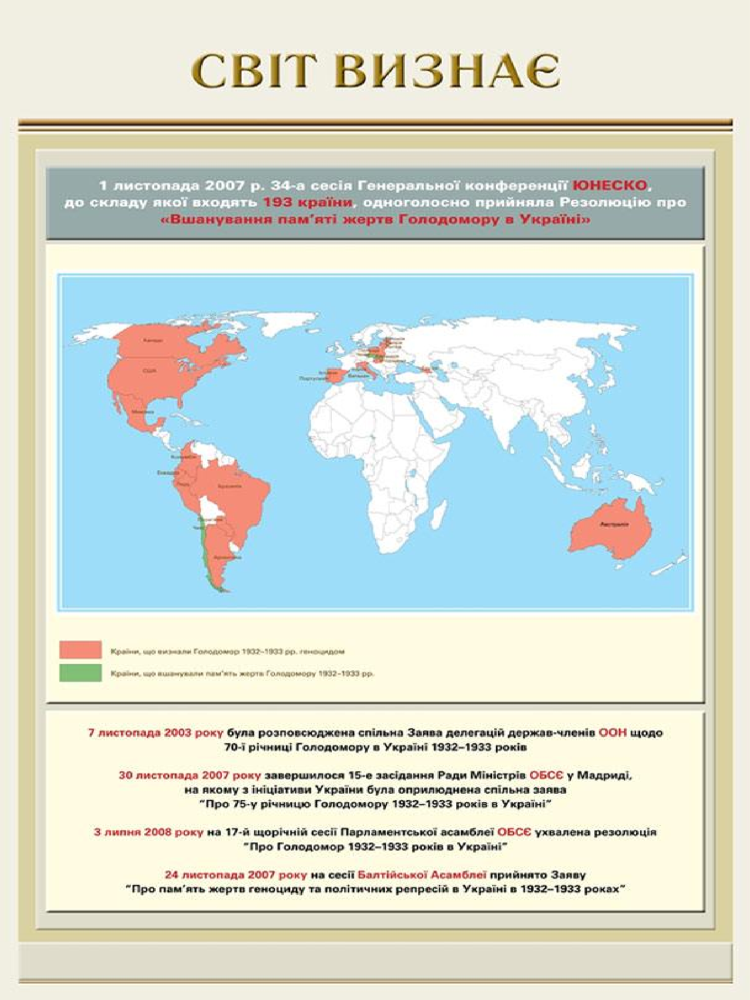 СВІТ ВИЗНАЄ
1 листопада 2007 р. 34-а сесія Генеральної конференції ЮНЕСКО,
до складу якої входять 193 країни, одноголосно прийняла Резолюцію про
«Вшанування пам'яті жертв Голодомору в Україні»
Канада
США
Мексика
Португалія
Ватикан
Колумбія
Еквадор
Перу
Бразилія
Парагвай
Чилі
Аргентина
Австралія
Країни, що визнали Голодомор 1932–1933 рр. геноцидом
Країни, що вшанували пам'ять жертв Голодомору 1932–1933 рр.
7 листопада 2003 року була розповсюджена спільна Заява делегацій держав-членів ООН щодо
70-ї річниці Голодомору в Україні 1932–1933 років
30 листопада 2007 року завершилося 15-е засідання Ради Міністрів ОБСЄ у Мадриді,
на якому з ініціативи України була оприлюднена спільна заява
"Про 75-у річницю Голодомору 1932–1933 років в Україні"
3 липня 2008 року на 17-й щорічній сесії Парламентської асамблеї ОБСЄ ухвалена резолюція
"Про Голодомор 1932–1933 років в Україні"
24 листопада 2007 року на сесії Балтійської Асамблеї прийнято Заяву
"Про пам'ять жертв геноциду та політичних репресій в Україні в 1932–1933 роках"